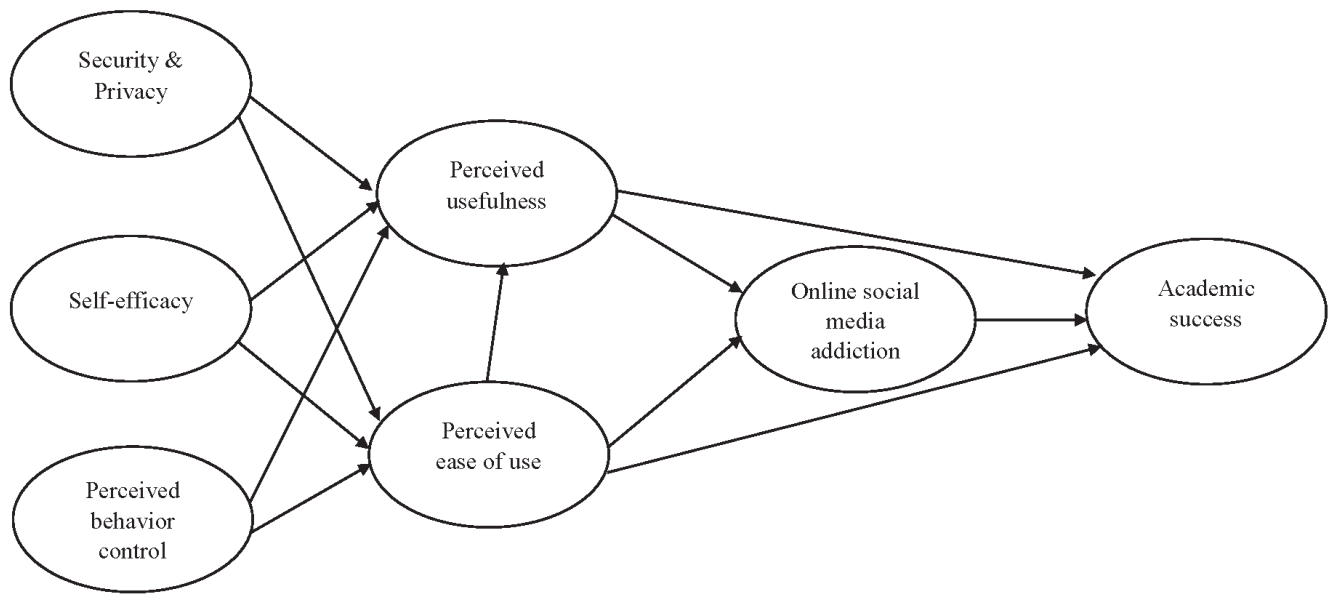 Security &
Privacy
Perceived
usefulness
Self-efficacy
Online social
media
addiction
Academic
success
Perceived
ease of use
Perceived
behavior
control